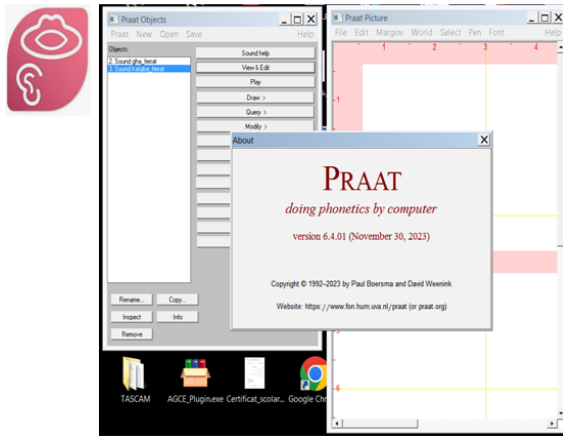 Praat Objects
Praat New Open Save Help
Objects:
2. Sound gha_ferrat
3. Sound kataba_ferrat
Sound help
View & Edit
Play
Draw >
Query >
Modify >
Rename...
Copy...
Inspect
Info
Remove
Praat Picture
File Edit Margins World Select Pen Font Help
1 2 3 4
1
6
About
PRAAT
doing phonetics by computer
version 6.4.01 (November 30, 2023)
Copyright © 1992–2023 by Paul Boersma and David Weenink
Website: https://www.fon.hum.uva.nl/praat (or praat.org)
TASCAM
AGCE_Plugin.exe
Certificat_scolar...
Google Chr